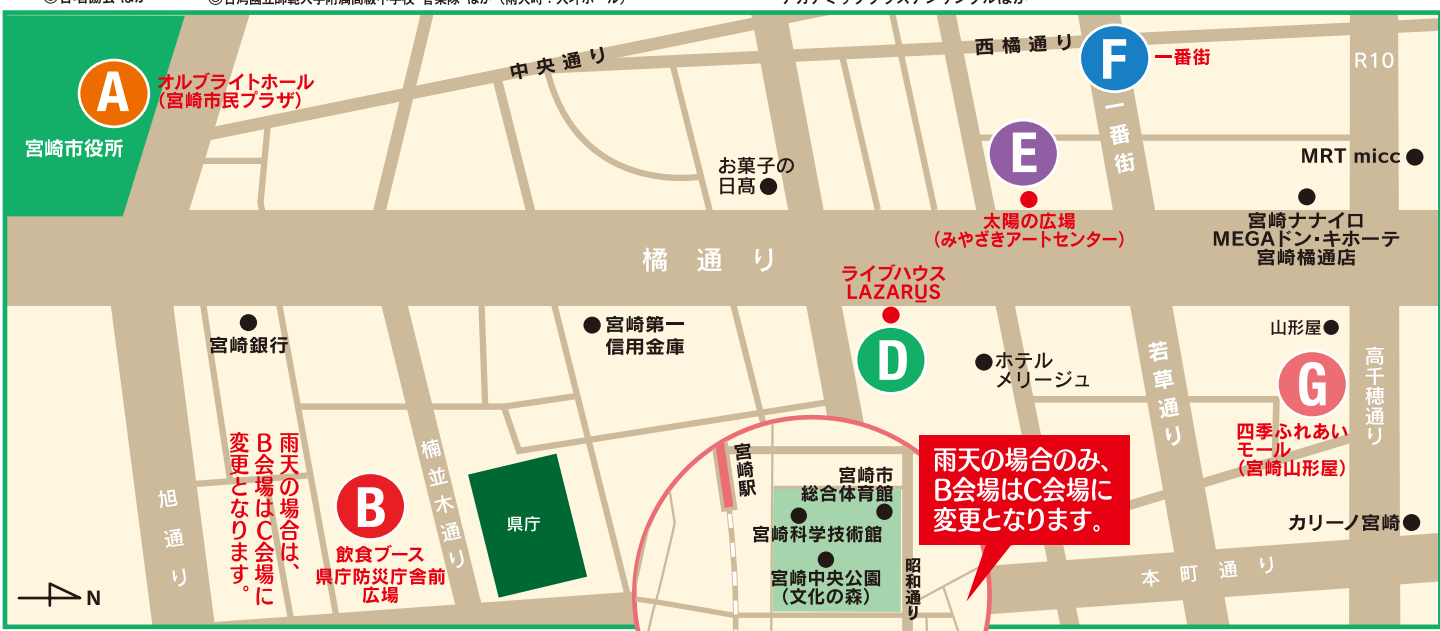 中央通り
西橘通り
F
一番街
R10
A
オルブライトホール
（宮崎市民プラザ）
宮崎市役所
一番街
E
お菓子の
日髙
MRT micc
太陽の広場
（みやざきアートセンター）
宮崎ナナイロ
MEGAドン・キホーテ
宮崎橘通店
橘通り
ライブハウス
LAZARUS
D
宮崎銀行
宮崎第一
信用金庫
ホテル
メリージュ
若草通り
山形屋
高千穂通り
G
四季ふれあい
モール
（宮崎山形屋）
雨天の場合は、
B会場はC会場に
変更となります。
B
飲食ブース
県庁防災庁舎前
広場
旭通り
楠並木通り
県庁
宮崎駅
宮崎市
総合体育館
宮崎科学技術館
宮崎中央公園
（文化の森）
昭和通り
雨天の場合のみ、
B会場はC会場に
変更となります。
カリーノ宮崎
本町通り
N